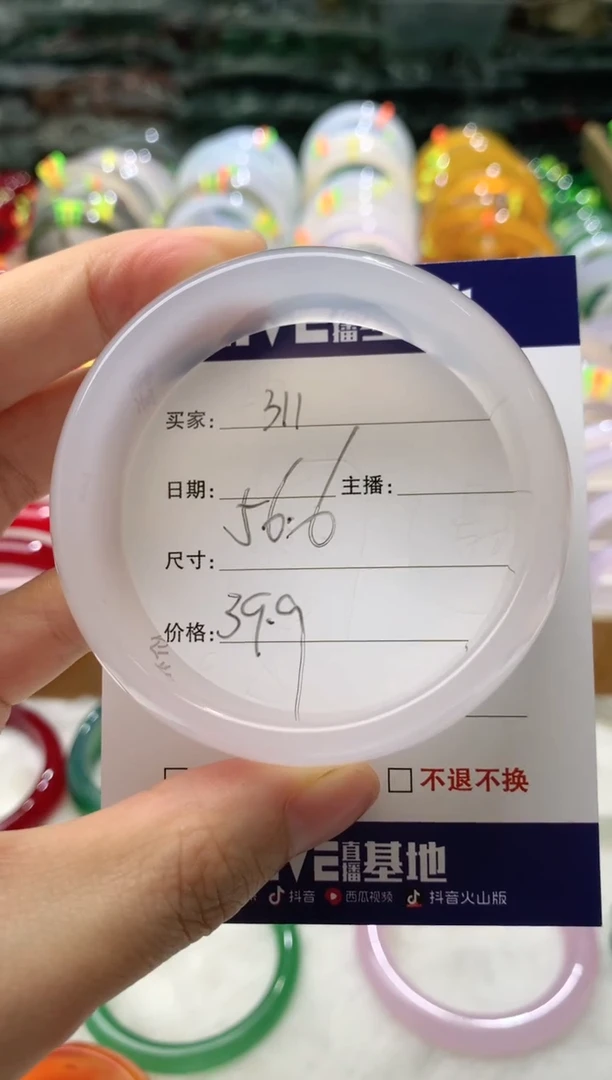 买家: 311
日期: 主播:
56.6
尺寸:
价格: 39.9
不退不换
直播基地
抖音 西瓜视频 抖音火山版